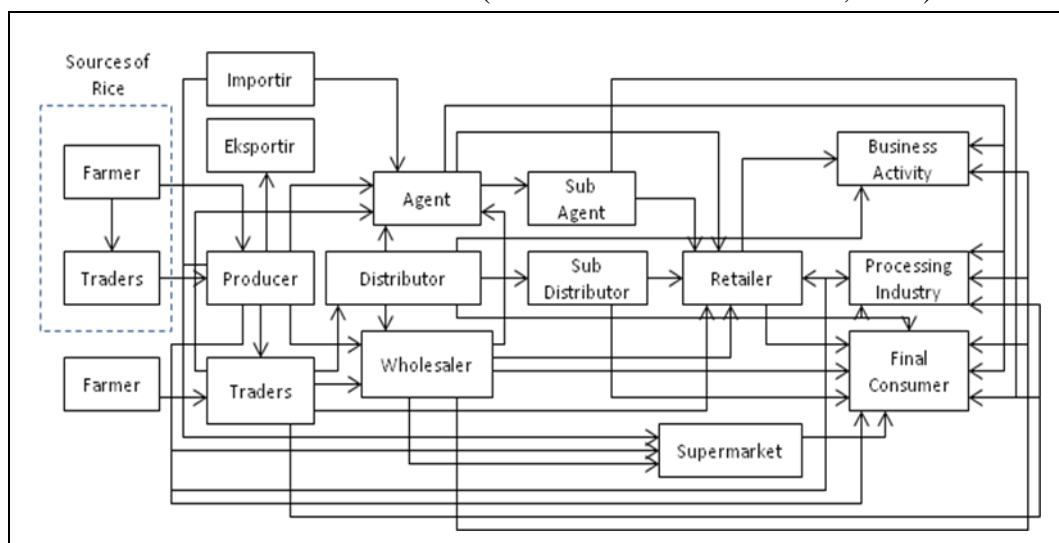 Sources of
Rice
Importir
Eksportir
Farmer
Agent
Sub
Agent
Business
Activity
Traders
Producer
Distributor
Sub
Distributor
Retailer
Processing
Industry
Farmer
Traders
Wholesaler
Final
Consumer
Supermarket